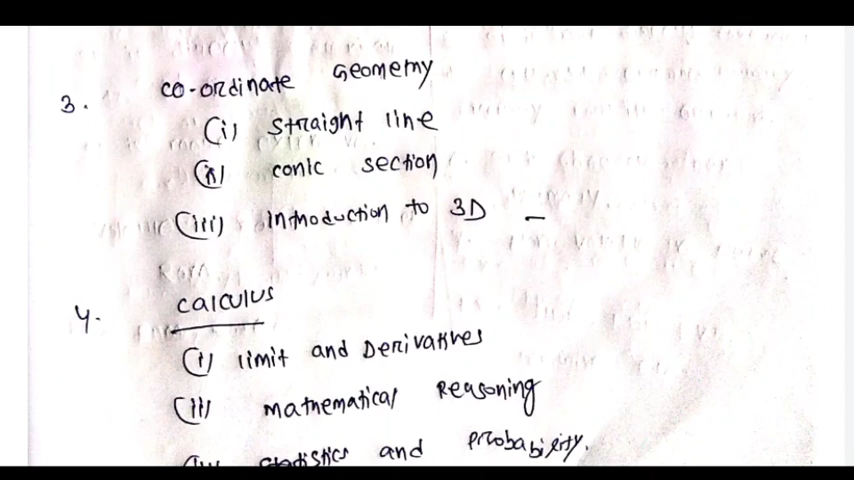 3. co-ordinate Geometry
(i) straight line
(ii) conic section
(iii) introduction to 3D -
4. calculus
(i) limit and Derivatives
(ii) mathematical Reasoning
statistics and probability.